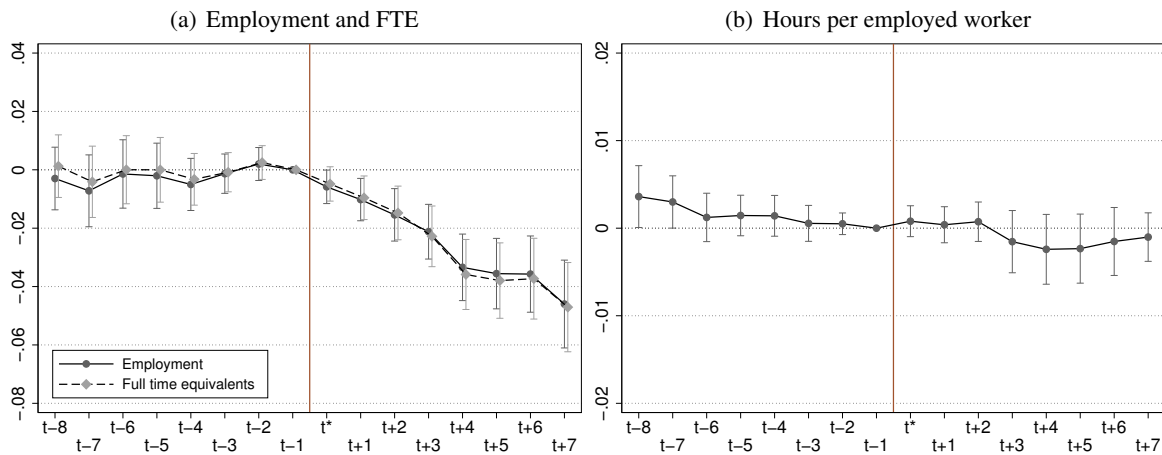 (a) Employment and FTE
.04
.02
0
−.02
−.04
−.06
−.08
Employment
Full time equivalents
t−8
t−7
t−6
t−5
t−4
t−3
t−2
t−1
t*
t+1
t+2
t+3
t+4
t+5
t+6
t+7
(b) Hours per employed worker
.02
.01
0
−.01
−.02
t−8
t−7
t−6
t−5
t−4
t−3
t−2
t−1
t*
t+1
t+2
t+3
t+4
t+5
t+6
t+7